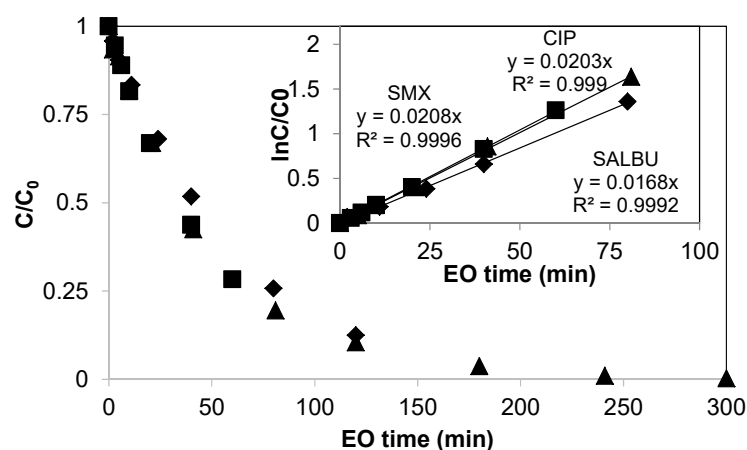 1
0.75
0.5
0.25
0
C/C0
0
50
100
150
200
250
300
EO time (min)
2
1.5
1
0.5
0
lnC/C0
0
25
50
75
100
EO time (min)
CIP
y = 0.0203x
R² = 0.999
SMX
y = 0.0208x
R² = 0.9996
SALBU
y = 0.0168x
R² = 0.9992